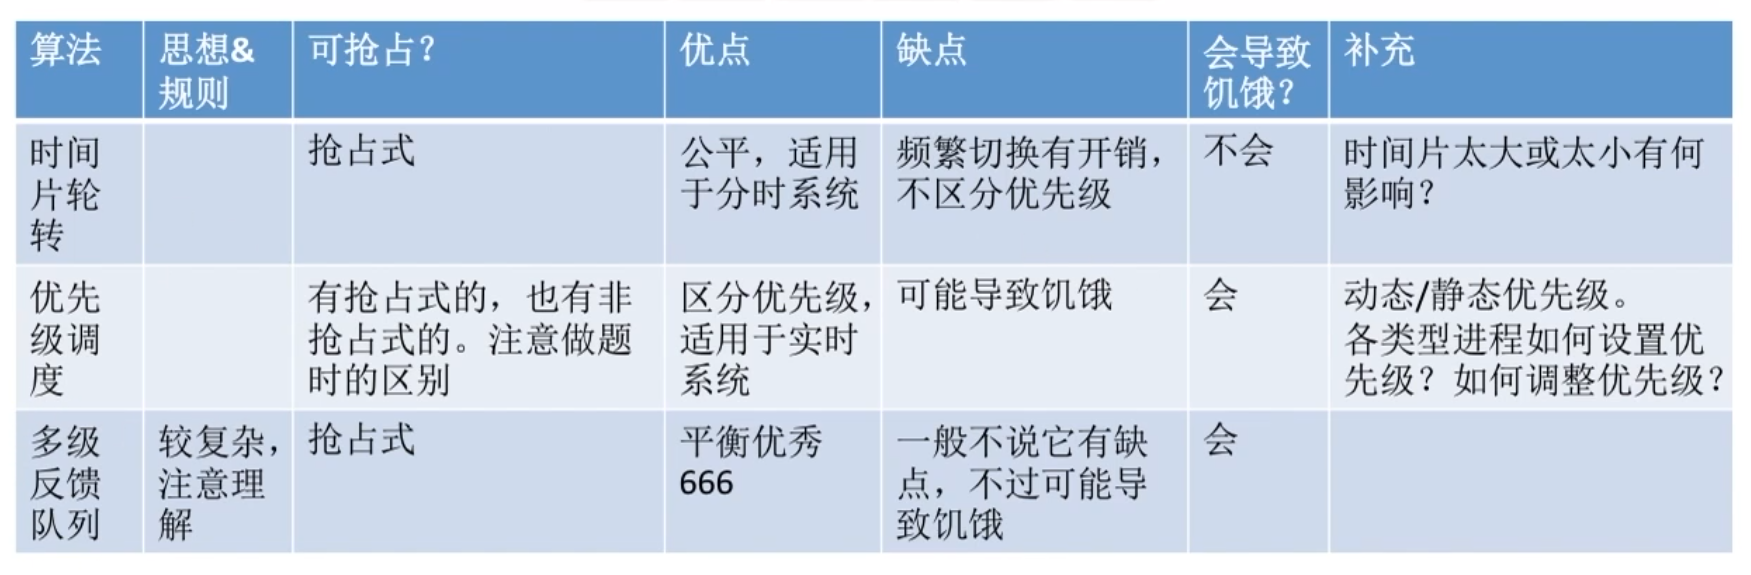 算法
思想&
规则
可抢占？
优点
缺点
会导致
饥饿？
补充
时间
片轮
转
抢占式
公平，适用
于分时系统
频繁切换有开销，
不区分优先级
不会
时间片太大或太小有何
影响？
优先
级调
度
有抢占式的，也有非
抢占式的。注意做题
时的区别
区分优先级，
适用于实时
系统
可能导致饥饿
会
动态/静态优先级。
各类型进程如何设置优
先级？如何调整优先级？
多级
反馈
队列
较复杂，
注意理
解
抢占式
平衡优秀
666
一般不说它有缺
点，不过可能导
致饥饿
会